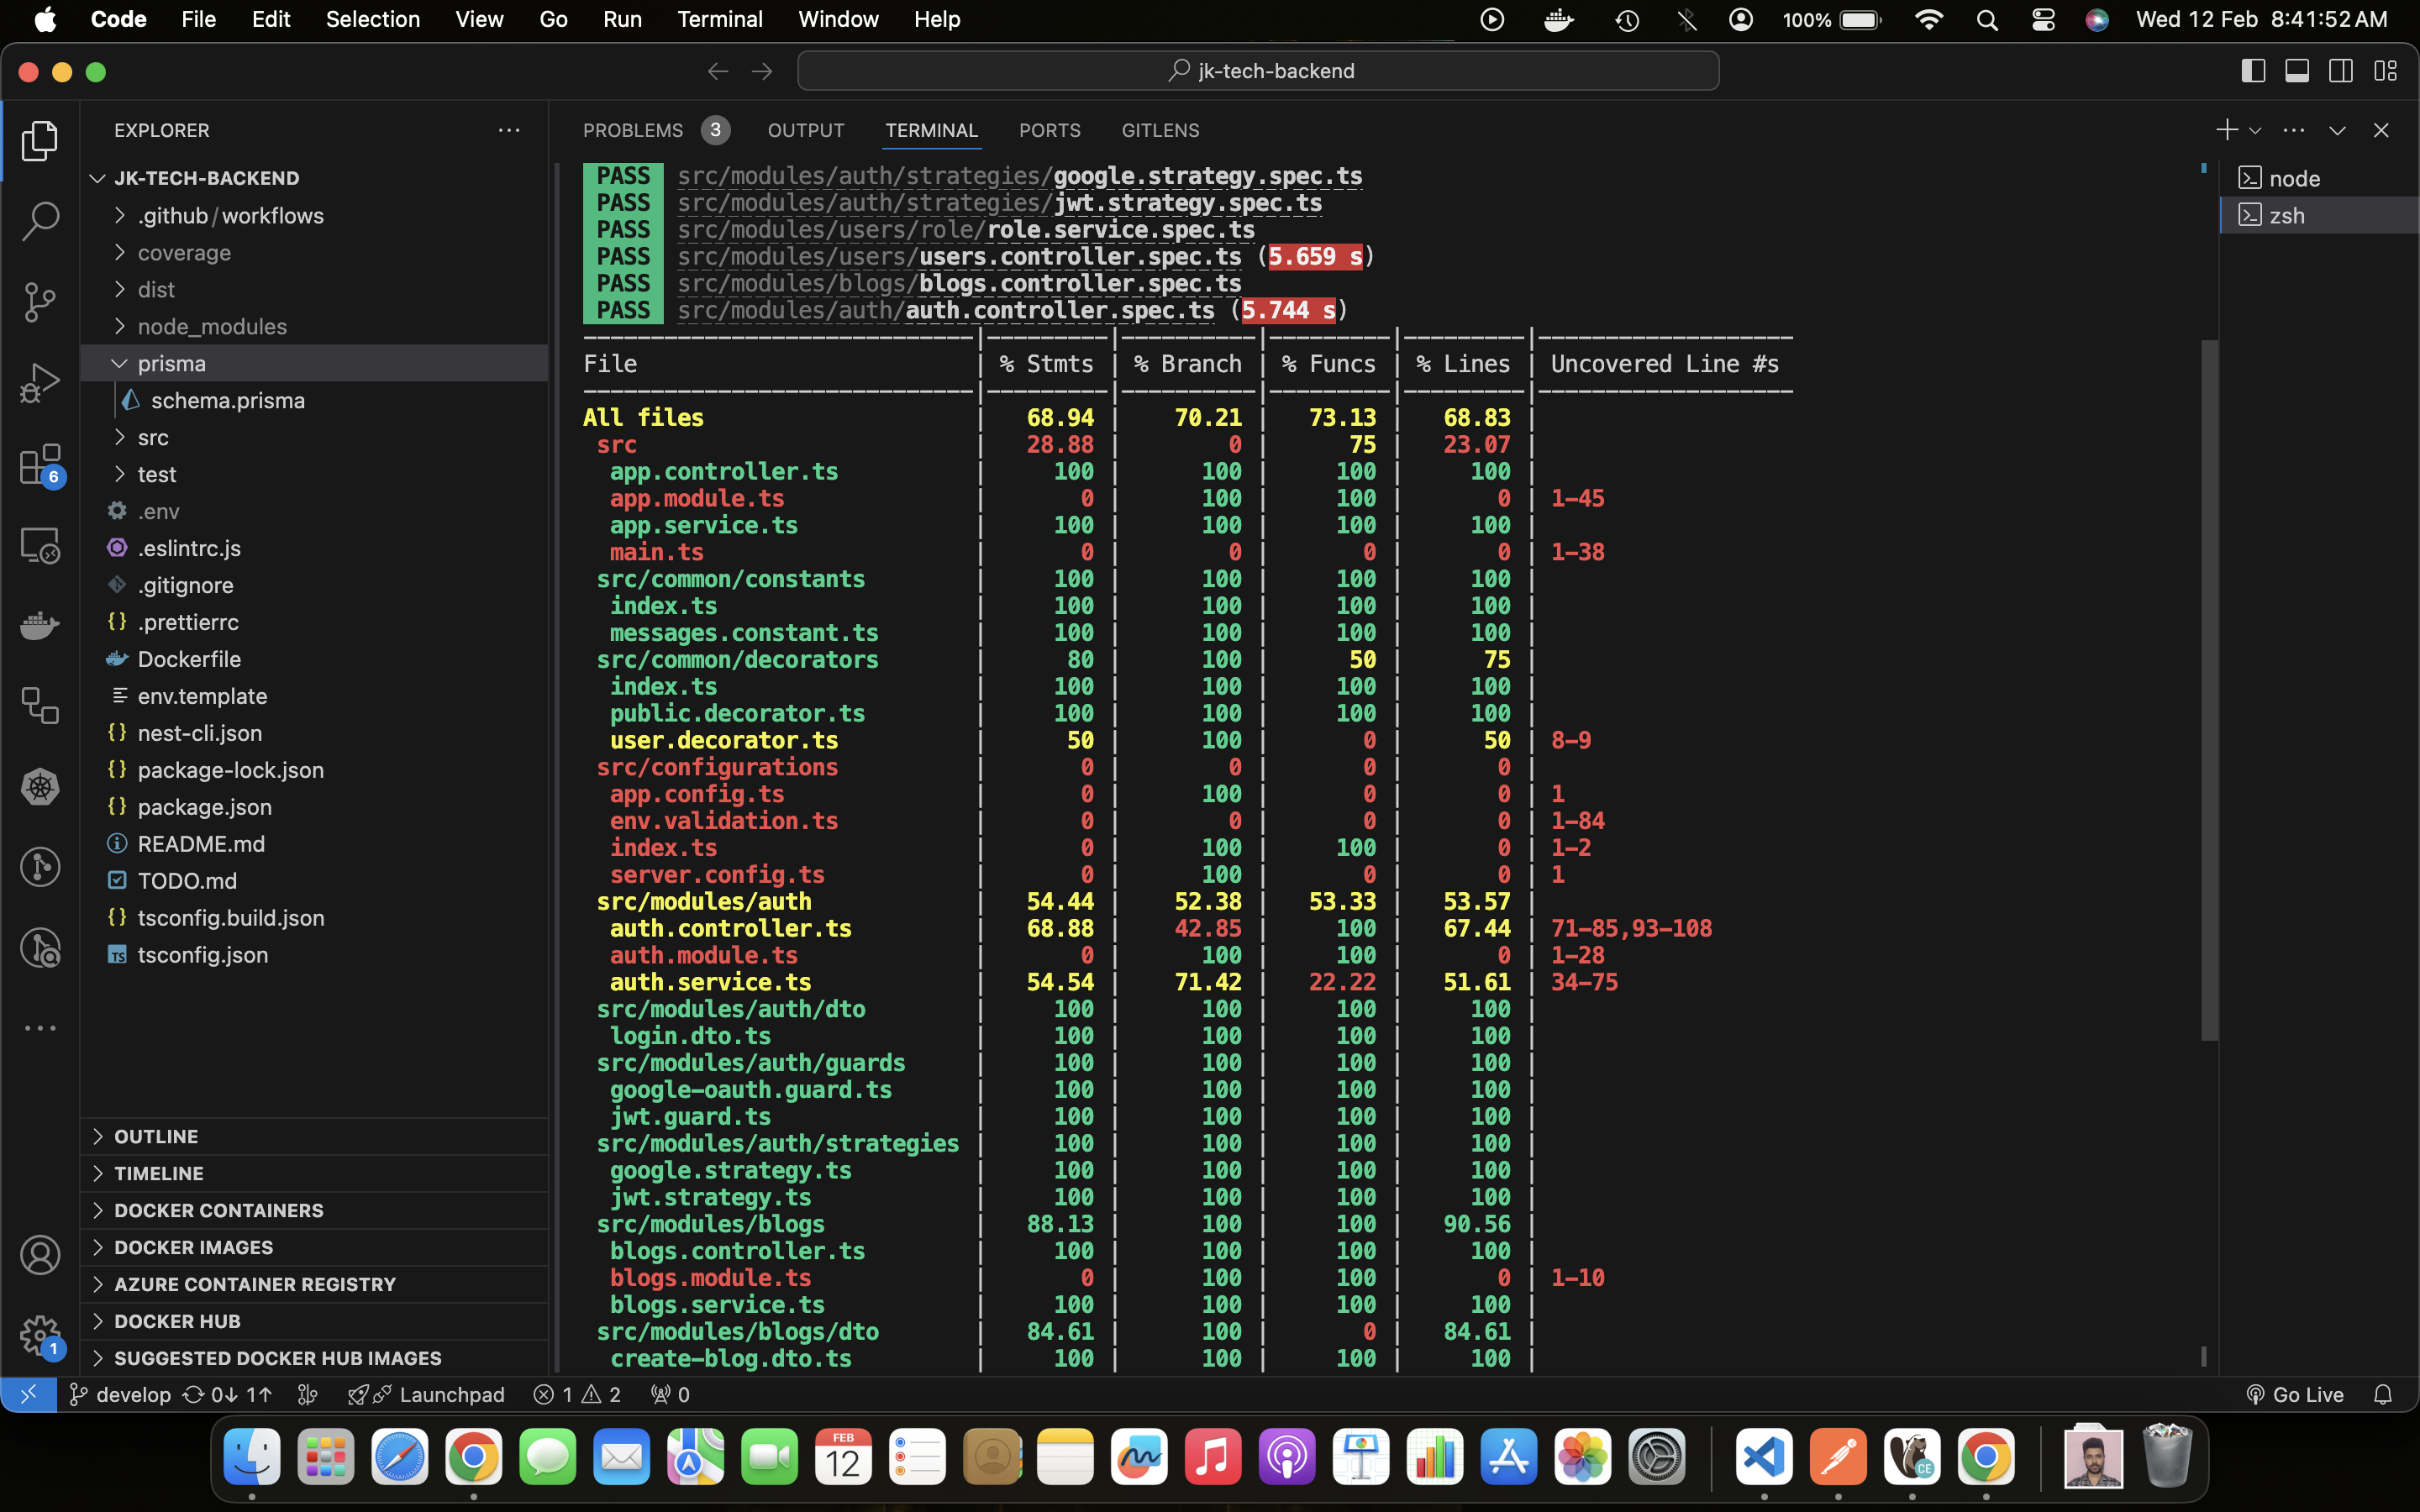 Code File Edit Selection View Go Run Terminal Window Help 100% Wed 12 Feb 8:41:52 AM
jk-tech-backend
EXPLORER
JK-TECH-BACKEND
.github/workflows
coverage
dist
node_modules
prisma
schema.prisma
src
test
.env
.eslintrc.js
.gitignore
.prettierrc
Dockerfile
env.template
nest-cli.json
package-lock.json
package.json
README.md
TODO.md
tsconfig.build.json
TS tsconfig.json
OUTLINE
TIMELINE
DOCKER CONTAINERS
DOCKER IMAGES
AZURE CONTAINER REGISTRY
DOCKER HUB
SUGGESTED DOCKER HUB IMAGES
6
1
PROBLEMS 3 OUTPUT TERMINAL PORTS GITLENS
PASS src/modules/auth/strategies/google.strategy.spec.ts
PASS src/modules/auth/strategies/jwt.strategy.spec.ts
PASS src/modules/users/role/role.service.spec.ts
PASS src/modules/users/users.controller.spec.ts (5.659 s)
PASS src/modules/blogs/blogs.controller.spec.ts
PASS src/modules/auth/auth.controller.spec.ts (5.744 s)
File | % Stmts | % Branch | % Funcs | % Lines | Uncovered Line #s
All files | 68.94 | 70.21 | 73.13 | 68.83 |
src | 28.88 | 0 | 75 | 23.07 |
app.controller.ts | 100 | 100 | 100 | 100 |
app.module.ts | 0 | 100 | 100 | 0 | 1-45
app.service.ts | 100 | 100 | 100 | 100 |
main.ts | 0 | 0 | 0 | 0 | 1-38
src/common/constants | 100 | 100 | 100 | 100 |
index.ts | 100 | 100 | 100 | 100 |
messages.constant.ts | 100 | 100 | 100 | 100 |
src/common/decorators | 80 | 100 | 50 | 75 |
index.ts | 100 | 100 | 100 | 100 |
public.decorator.ts | 100 | 100 | 100 | 100 |
user.decorator.ts | 50 | 100 | 0 | 50 | 8-9
src/configurations | 0 | 0 | 0 | 0 |
app.config.ts | 0 | 100 | 0 | 0 | 1
env.validation.ts | 0 | 0 | 0 | 0 | 1-84
index.ts | 0 | 100 | 100 | 0 | 1-2
server.config.ts | 0 | 100 | 0 | 0 | 1
src/modules/auth | 54.44 | 52.38 | 53.33 | 53.57 |
auth.controller.ts | 68.88 | 42.85 | 100 | 67.44 | 71-85,93-108
auth.module.ts | 0 | 100 | 100 | 0 | 1-28
auth.service.ts | 54.54 | 71.42 | 22.22 | 51.61 | 34-75
src/modules/auth/dto | 100 | 100 | 100 | 100 |
login.dto.ts | 100 | 100 | 100 | 100 |
src/modules/auth/guards | 100 | 100 | 100 | 100 |
google-oauth.guard.ts | 100 | 100 | 100 | 100 |
jwt.guard.ts | 100 | 100 | 100 | 100 |
src/modules/auth/strategies | 100 | 100 | 100 | 100 |
google.strategy.ts | 100 | 100 | 100 | 100 |
jwt.strategy.ts | 100 | 100 | 100 | 100 |
src/modules/blogs | 88.13 | 100 | 100 | 90.56 |
blogs.controller.ts | 100 | 100 | 100 | 100 |
blogs.module.ts | 0 | 100 | 100 | 0 | 1-10
blogs.service.ts | 100 | 100 | 100 | 100 |
src/modules/blogs/dto | 84.61 | 100 | 0 | 84.61 |
create-blog.dto.ts | 100 | 100 | 100 | 100 |
node
zsh
develop 0↓ 1↑ Launchpad 1 2 0 Go Live
FEB
12
CE